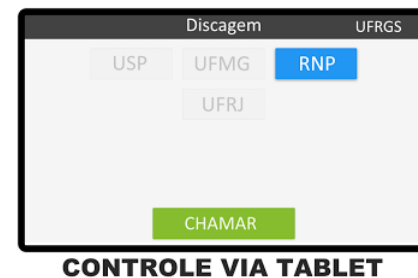 Discagem UFRGS
USP UFMG RNP
UFRJ
CHAMAR
CONTROLE VIA TABLET